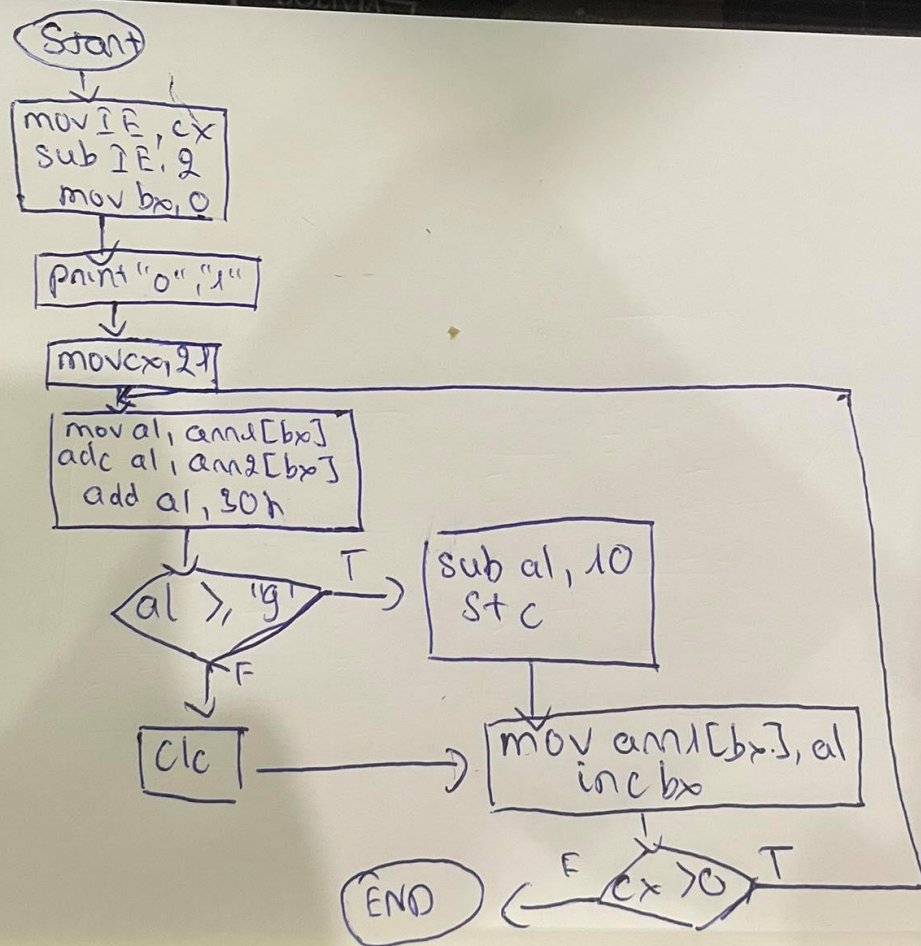 Start
mov IE, cx
sub IE, 2
mov bx, 0
print "0", "1"
mov cx, 21
mov al, arr1[bx]
adc al, arr2[bx]
add al, 30h
al >, "9"
T
sub al, 10
stc
F
clc
mov arr1[bx], al
inc bx
cx >0
T
F
END